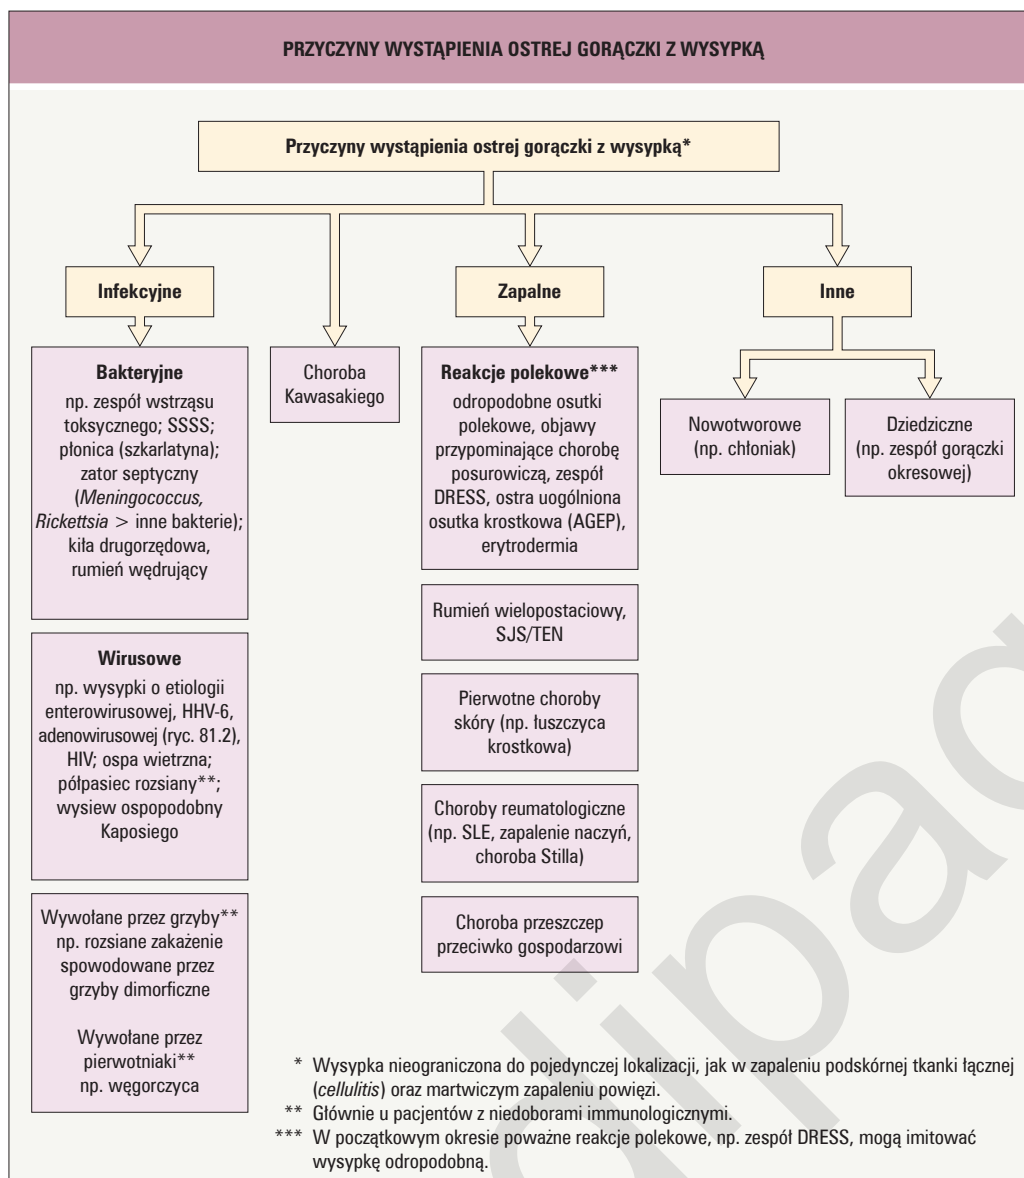 PRZYCZYNY WYSTĄPIENIA OSTREJ GORĄCZKI Z WYSYPKĄ
Przyczyny wystąpienia ostrej gorączki z wysypką*
Infekcyjne
Zapalne
Inne
Bakteryjne
np. zespół wstrząsu
toksycznego; SSSS;
płonica (szkarlatyna);
zator septyczny
(Meningococcus,
Rickettsia > inne bakterie);
kiła drugorzędowa,
rumień wędrujący
Choroba
Kawasakiego
Reakcje polekowe***
odropodobne osutki
polekowe, objawy
przypominające chorobę
posurowiczą, zespół
DRESS, ostra uogólniona
osutka krostkowa (AGEP),
erytrodermia
Nowotworowe
(np. chłoniak)
Dziedziczne
(np. zespół gorączki
okresowej)
Rumień wielopostaciowy,
SJS/TEN
Wirusowe
np. wysypki o etiologii
enterowirusowej, HHV-6,
adenowirusowej (ryc. 81.2),
HIV; ospa wietrzna;
półpasiec rozsiany**;
wysiew ospopodobny
Kaposiego
Pierwotne choroby
skóry (np. łuszczyca
krostkowa)
Choroby reumatologiczne
(np. SLE, zapalenie naczyń,
choroba Stilla)
Choroba przeszczep
przeciwko gospodarzowi
Wywołane przez grzyby**
np. rozsiane zakażenie
spowodowane przez
grzyby dimorficzne
Wywołane przez
pierwotniaki**
np. węgorczyca
* Wysypka nieograniczona do pojedynczej lokalizacji, jak w zapaleniu podskórnej tkanki łącznej
(cellulitis) oraz martwiczym zapaleniu powięzi.
** Głównie u pacjentów z niedoborami immunologicznymi.
*** W początkowym okresie poważne reakcje polekowe, np. zespół DRESS, mogą imitować
wysypkę odropodobną.